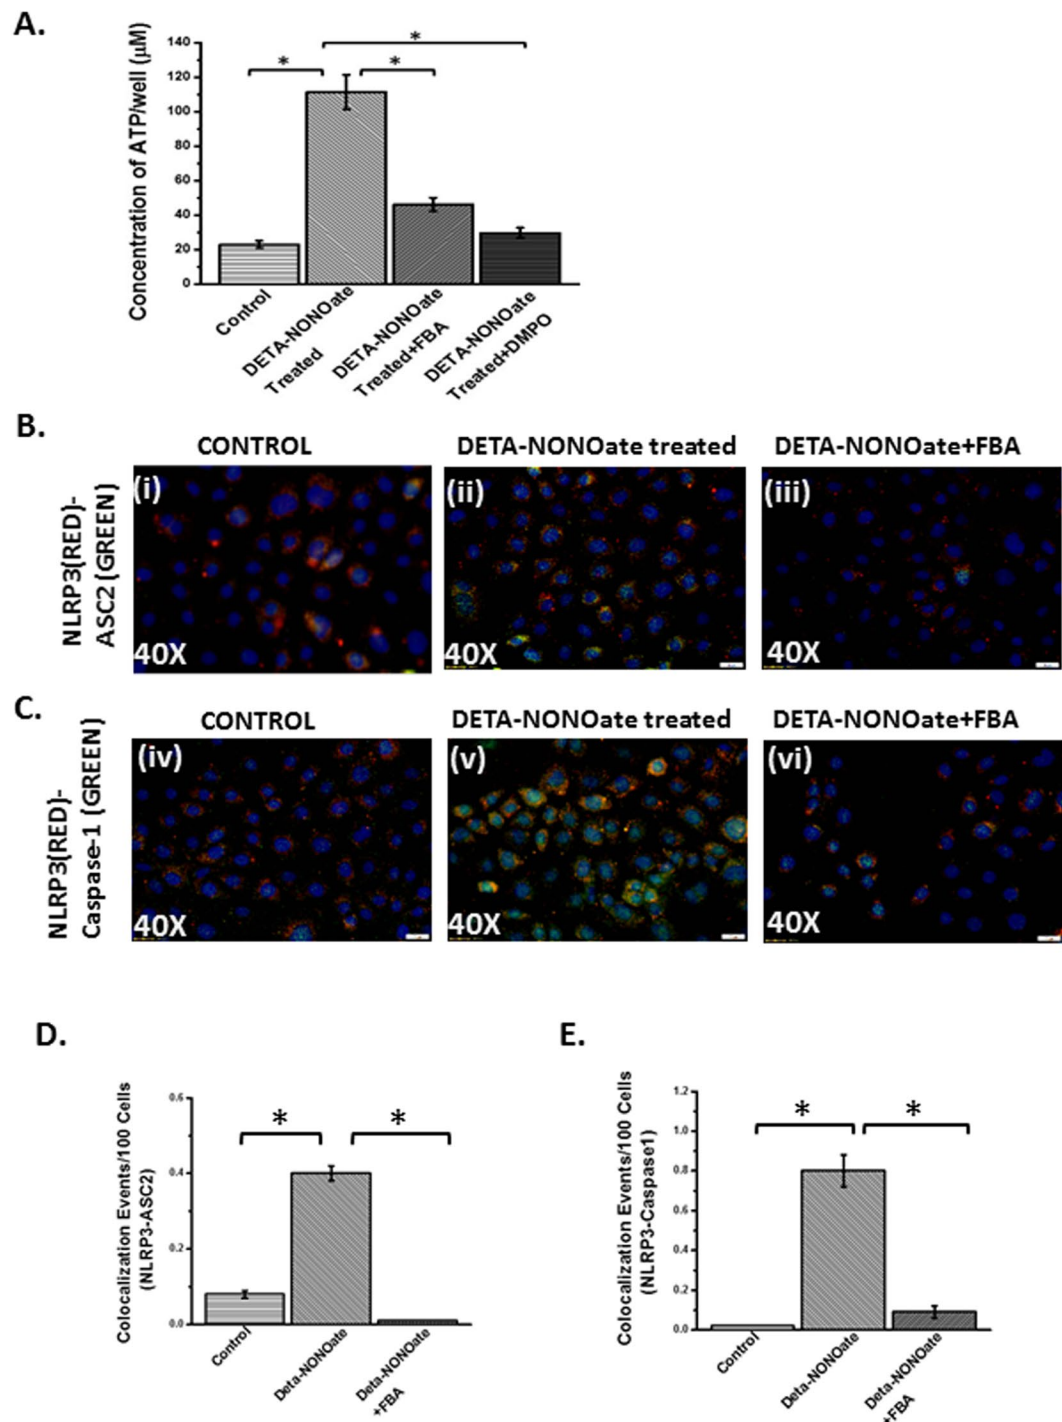 A.
Concentration of ATP/well (µM)
140
120
100
80
60
40
20
0
*
*
*
Control
DETA-NONOate
Treated
DETA-NONOate
Treated+FBA
DETA-NONOate
Treated+DMPO
B.
CONTROL
DETA-NONOate treated
DETA-NONOate+FBA
NLRP3(RED)-
ASC2 (GREEN)
(i)
(ii)
(iii)
40X
40X
40X
C.
CONTROL
DETA-NONOate treated
DETA-NONOate+FBA
NLRP3(RED)-
Caspase-1 (GREEN)
(iv)
(v)
(vi)
40X
40X
40X
D.
Colocalization Events/100 Cells
(NLRP3-ASC2)
0.6
0.4
0.2
0.0
*
*
Control
Deta-NONOate
Deta-NONOate
+FBA
E.
Colocalization Events/100 Cells
(NLRP3-Caspase1)
1.2
1.0
0.8
0.6
0.4
0.2
0.0
*
*
Control
Deta-NONOate
Deta-NONOate
+FBA